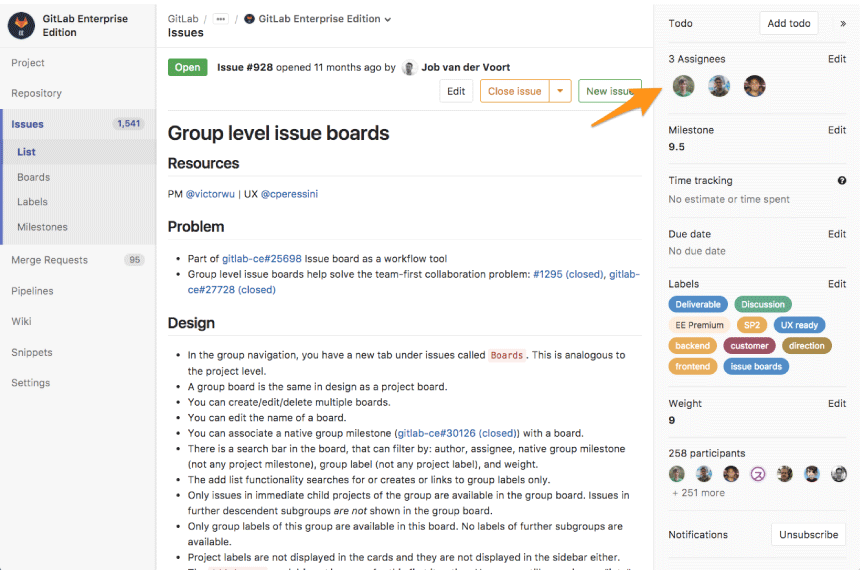 GitLab Enterprise
Edition
Project
Repository
Issues 1,541
List
Boards
Labels
Milestones
Merge Requests 95
Pipelines
Wiki
Snippets
Settings
GitLab / ... / GitLab Enterprise Edition
Issues
Open Issue #928 opened 11 months ago by Job van der Voort
Edit Close issue New issue
Group level issue boards
Resources
PM @victorwu | UX @cperessini
Problem
• Part of gitlab-ce#25698 Issue board as a workflow tool
• Group level issue boards help solve the team-first collaboration problem: #1295 (closed), gitlab-
ce#27728 (closed)
Design
• In the group navigation, you have a new tab under issues called Boards. This is analogous to
the project level.
• A group board is the same in design as a project board.
• You can create/edit/delete multiple boards.
• You can edit the name of a board.
• You can associate a native group milestone (gitlab-ce#30126 (closed)) with a board.
• There is a search bar in the board, that can filter by: author, assignee, native group milestone
(not any project milestone), group label (not any project label), and weight.
• The add list functionality searches for or creates or links to group labels only.
• Only issues in immediate child projects of the group are available in the group board. Issues in
further descendent subgroups are not shown in the group board.
• Only group labels of this group are available in this board. No labels of further subgroups are
available.
• Project labels are not displayed in the cards and they are not displayed in the sidebar either.
Todo Add todo »
3 Assignees Edit
Milestone Edit
9.5
Time tracking ?
No estimate or time spent
Due date Edit
No due date
Labels Edit
Deliverable Discussion
EE Premium SP2 UX ready
backend customer direction
frontend issue boards
Weight Edit
9
258 participants
+ 251 more
Notifications Unsubscribe